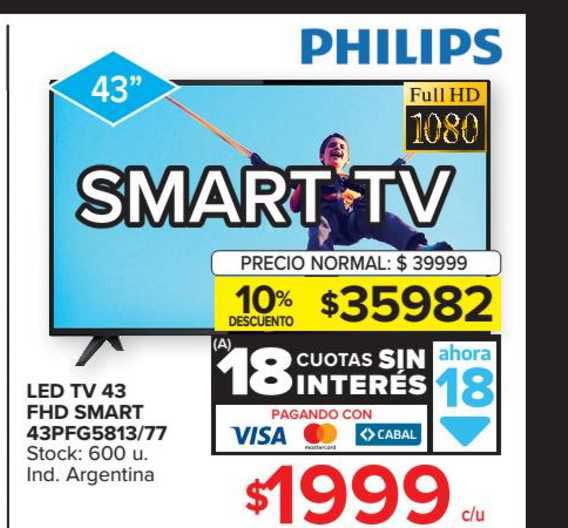 PHILIPS
43”
Full HD
1080
SMART TV
PRECIO NORMAL: $ 39999
10%
DESCUENTO
$35982
(A)
18 CUOTAS SIN
INTERÉS
ahora
18
PAGANDO CON
VISA
mastercard
CABAL
LED TV 43
FHD SMART
43PFG5813/77
Stock: 600 u.
Ind. Argentina
$1999 c/u